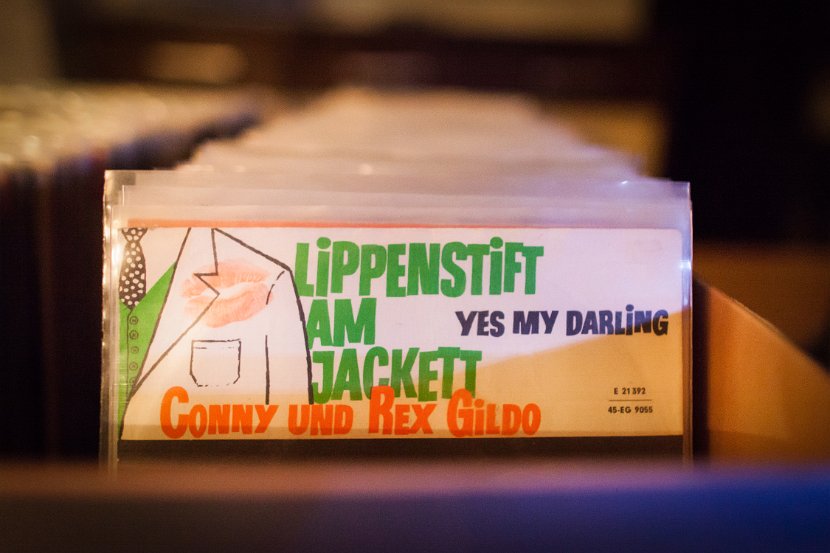 LiPPENSTiFT
AM
JACKETT
YES MY DARLiNG
CONNY UND REX GiLDO
E 21 392
45-EG 9055